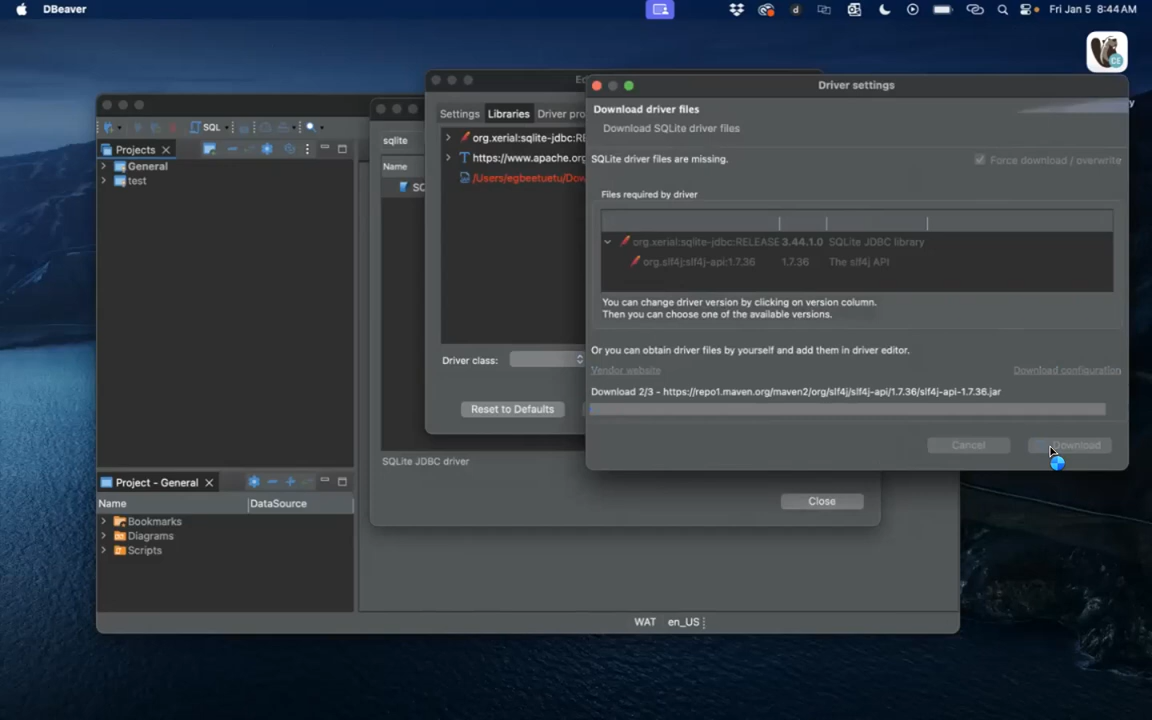 DBeaver
Fri Jan 5 8:44 AM
Driver settings
Download driver files
Download SQLite driver files
SQLite driver files are missing.
Force download / overwrite
Files required by driver
org.xerial:sqlite-jdbc:RELEASE 3.44.1.0 SQLite JDBC library
org.slf4j:slf4j-api:1.7.36 1.7.36 The slf4j API
You can change driver version by clicking on version column.
Then you can choose one of the available versions.
Or you can obtain driver files by yourself and add them in driver editor.
Vendor website
Download configuration
Download 2/3 - https://repo1.maven.org/maven2/org/slf4j/slf4j-api/1.7.36/slf4j-api-1.7.36.jar
Cancel
Download
Settings Libraries Driver pro
org.xerial:sqlite-jdbc:RE
https://www.apache.org
/Users/egbeetuetu/Dow
Driver class:
Reset to Defaults
sqlite
Name
SQ
SQLite JDBC driver
Close
SQL
Projects
General
test
Project - General
Name DataSource
Bookmarks
Diagrams
Scripts
WAT en_US